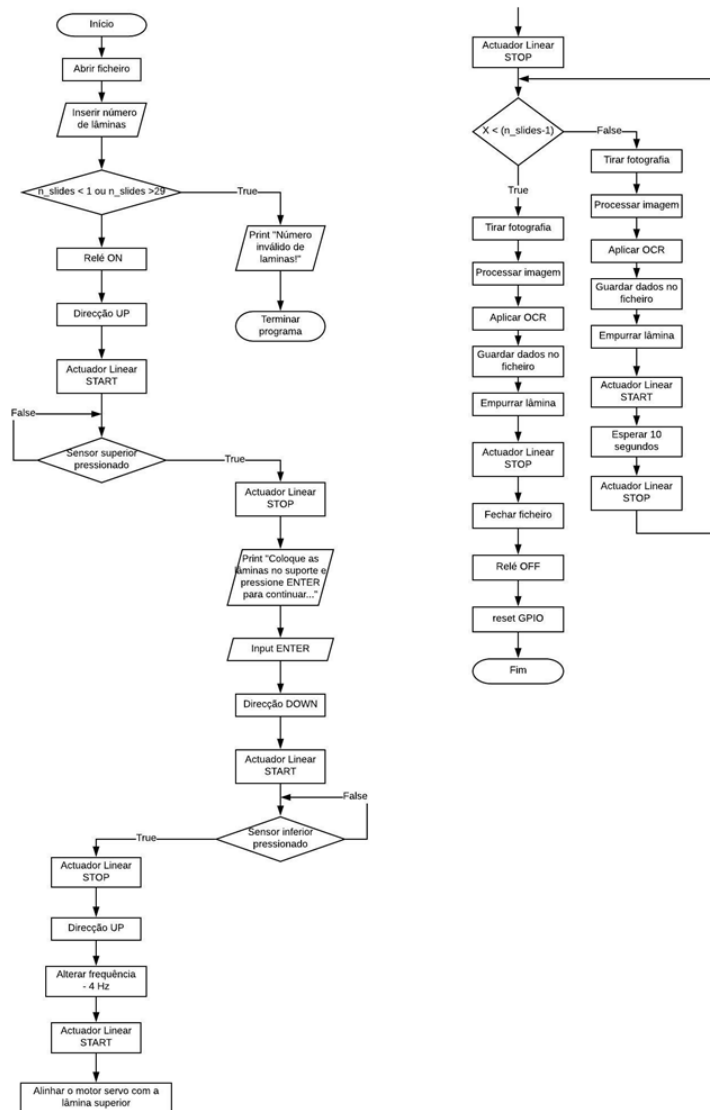 Início
Abrir ficheiro
Inserir número
de lâminas
n_slides < 1 ou n_slides >29
True
Print "Número
inválido de
laminas!"
Terminar
programa
Relé ON
Direcção UP
Actuador Linear
START
False
Sensor superior
pressionado
True
Actuador Linear
STOP
Print "Coloque as
lâminas no suporte e
pressione ENTER
para continuar..."
Input ENTER
Direcção DOWN
Actuador Linear
START
False
Sensor inferior
pressionado
True
Actuador Linear
STOP
Direcção UP
Alterar frequência
- 4 Hz
Actuador Linear
START
Alinhar o motor servo com a
lâmina superior
Actuador Linear
STOP
X < (n_slides-1)
False
True
Tirar fotografia
Processar imagem
Aplicar OCR
Guardar dados no
ficheiro
Empurrar lâmina
Actuador Linear
STOP
Fechar ficheiro
Relé OFF
reset GPIO
Fim
Tirar fotografia
Processar imagem
Aplicar OCR
Guardar dados no
ficheiro
Empurrar lâmina
Actuador Linear
START
Esperar 10
segundos
Actuador Linear
STOP